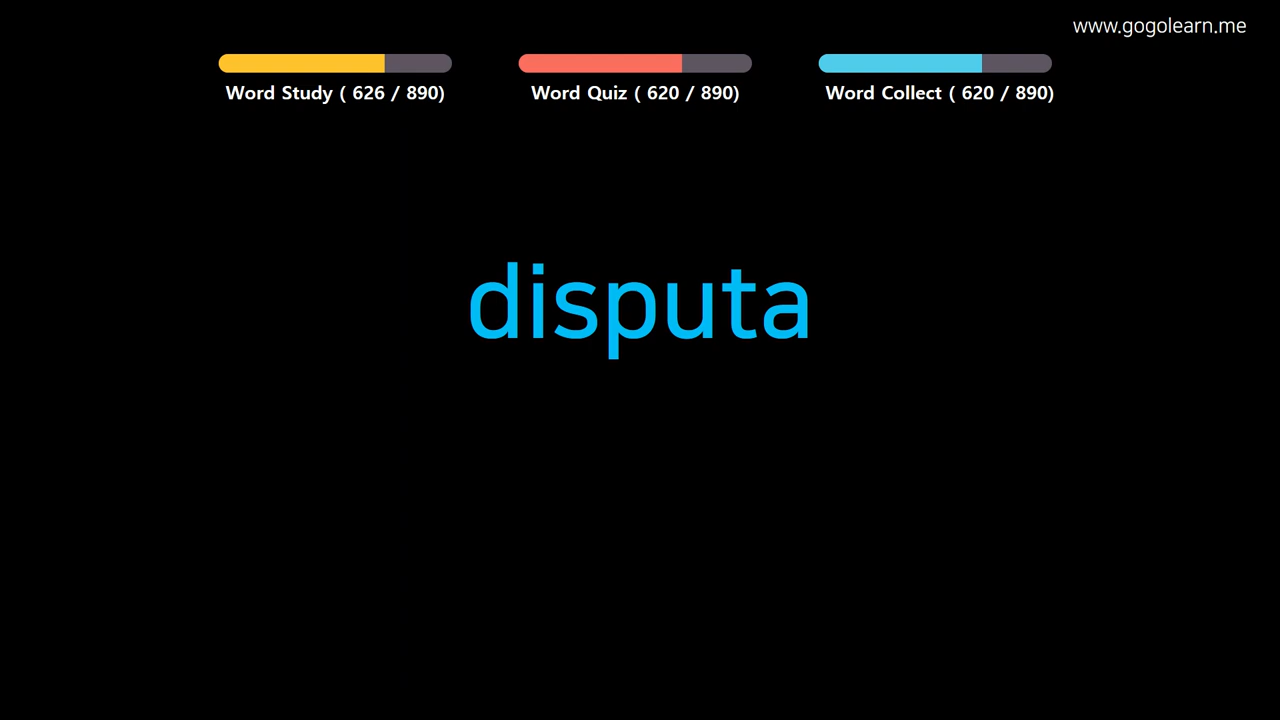 www.gogolearn.me
Word Study ( 626 / 890)
Word Quiz ( 620 / 890)
Word Collect ( 620 / 890)
disputa